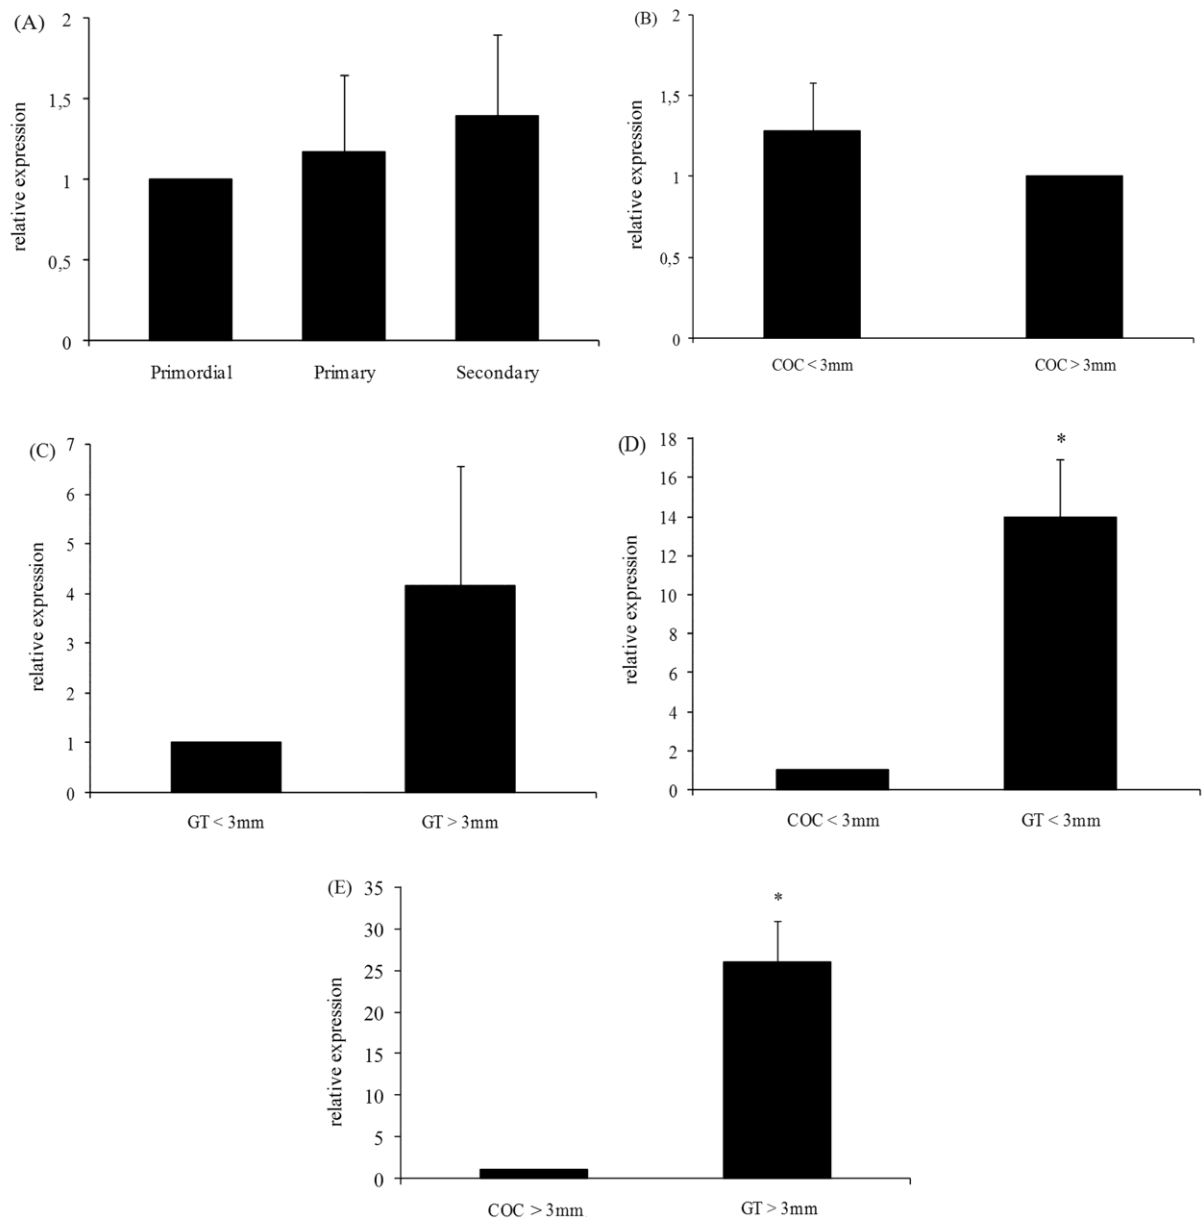 (A)
relative expression
2
1,5
1
0,5
0
Primordial Primary Secondary
(B)
relative expression
2
1,5
1
0,5
0
COC < 3mm COC > 3mm
(C)
relative expression
7
6
5
4
3
2
1
0
GT < 3mm GT > 3mm
(D)
relative expression
18
16
14
12
10
8
6
4
2
0
*
COC < 3mm GT < 3mm
(E)
relative expression
35
30
25
20
15
10
5
0
*
COC > 3mm GT > 3mm